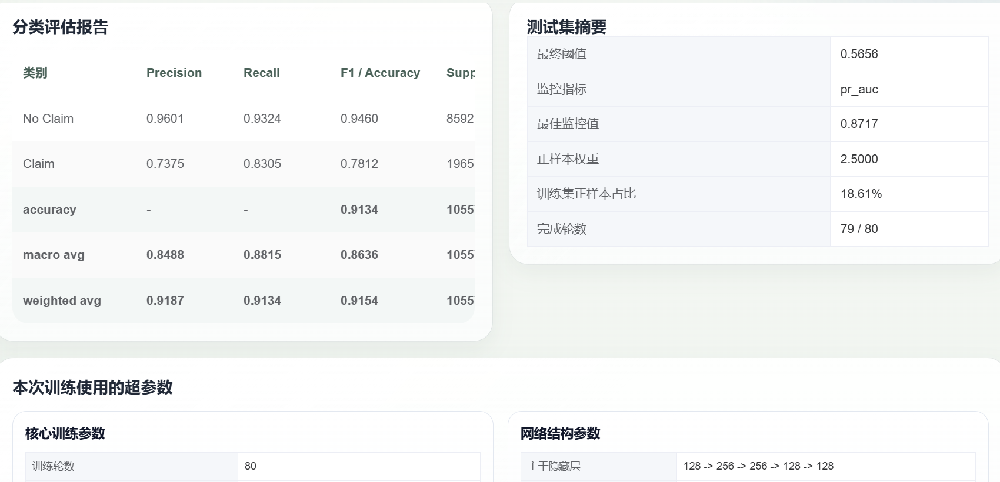 分类评估报告
类别 Precision Recall F1 / Accuracy Supp
No Claim 0.9601 0.9324 0.9460 8592
Claim 0.7375 0.8305 0.7812 1965
accuracy - - 0.9134 1055
macro avg 0.8488 0.8815 0.8636 1055
weighted avg 0.9187 0.9134 0.9154 1055
测试集摘要
最终阈值 0.5656
监控指标 pr_auc
最佳监控值 0.8717
正样本权重 2.5000
训练集正样本占比 18.61%
完成轮数 79 / 80
本次训练使用的超参数
核心训练参数
训练轮数 80
网络结构参数
主干隐藏层 128 -> 256 -> 256 -> 128 -> 128